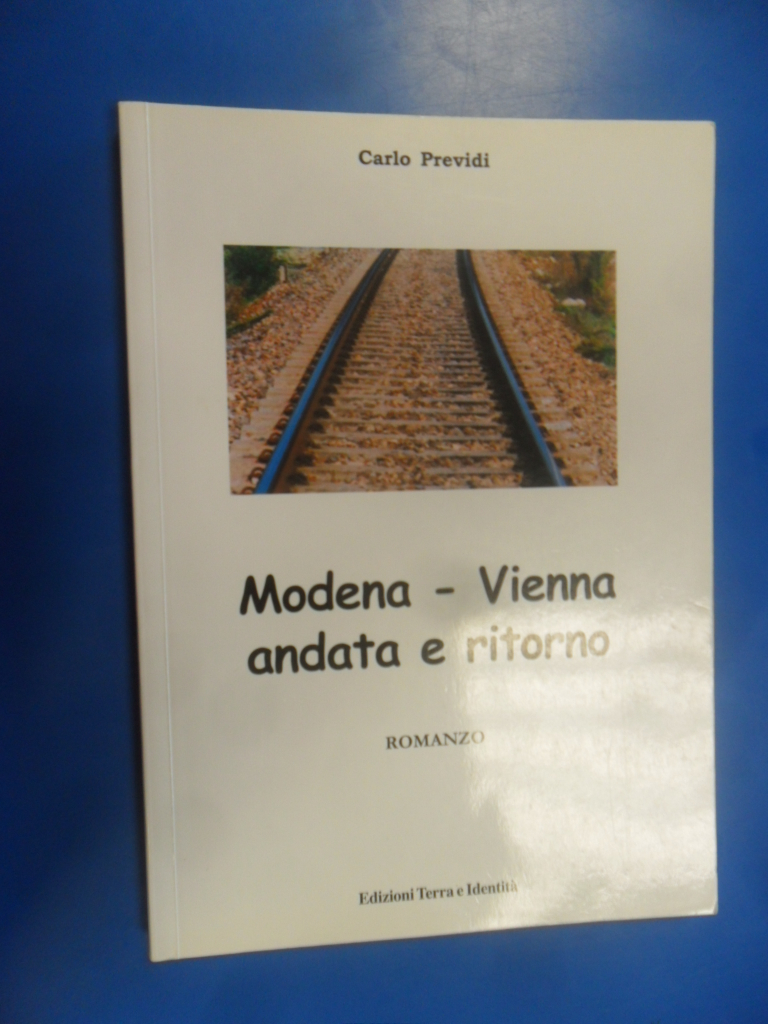 Carlo Previdi
Modena - Vienna
andata e ritorno
ROMANZO
Edizioni Terra e Identità